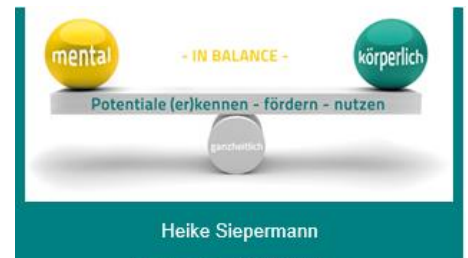 mental
- IN BALANCE -
körperlich
Potentiale (er)kennen - fördern - nutzen
ganzheitlich
Heike Siepermann